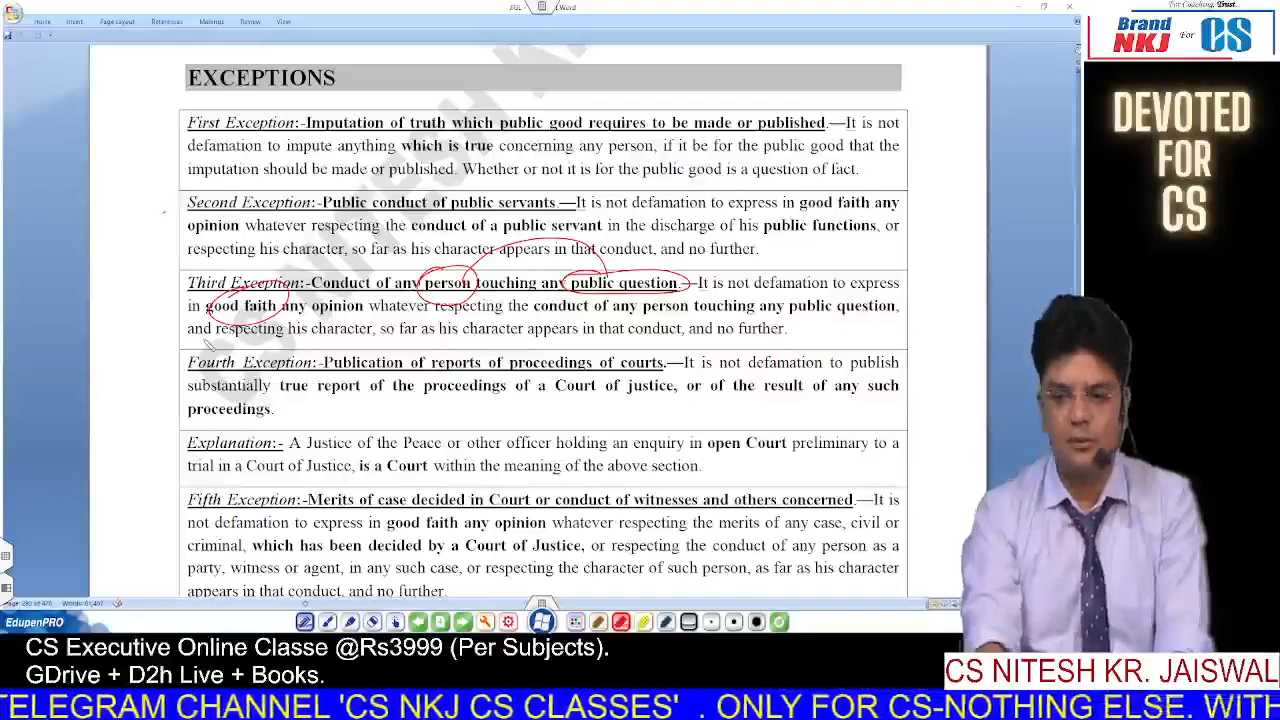 JIGL
t Word
Home Insert Page Layout References Mailings Review View
For Coaching, Trust...
Brand
NKJ
For
CS
DEVOTED
FOR
CS
EXCEPTIONS
First Exception:-Imputation of truth which public good requires to be made or published.—It is not
defamation to impute anything which is true concerning any person, if it be for the public good that the
imputation should be made or published. Whether or not it is for the public good is a question of fact.
Second Exception:-Public conduct of public servants.—It is not defamation to express in good faith any
opinion whatever respecting the conduct of a public servant in the discharge of his public functions, or
respecting his character, so far as his character appears in that conduct, and no further.
Third Exception:-Conduct of any person touching any public question.—It is not defamation to express
in good faith any opinion whatever respecting the conduct of any person touching any public question,
and respecting his character, so far as his character appears in that conduct, and no further.
Fourth Exception:-Publication of reports of proceedings of courts.—It is not defamation to publish
substantially true report of the proceedings of a Court of justice, or of the result of any such
proceedings.
Explanation:- A Justice of the Peace or other officer holding an enquiry in open Court preliminary to a
trial in a Court of Justice, is a Court within the meaning of the above section.
Fifth Exception:-Merits of case decided in Court or conduct of witnesses and others concerned.—It is
not defamation to express in good faith any opinion whatever respecting the merits of any case, civil or
criminal, which has been decided by a Court of Justice, or respecting the conduct of any person as a
party, witness or agent, in any such case, or respecting the character of such person, as far as his character
appears in that conduct, and no further.
CS NITESH K
EdupenPRO
CS Executive Online Classe @Rs3999 (Per Subjects).
GDrive + D2h Live + Books.
CS NITESH KR. JAISWAL
TELEGRAM CHANNEL 'CS NKJ CS CLASSES' . ONLY FOR CS-NOTHING ELSE. WITH